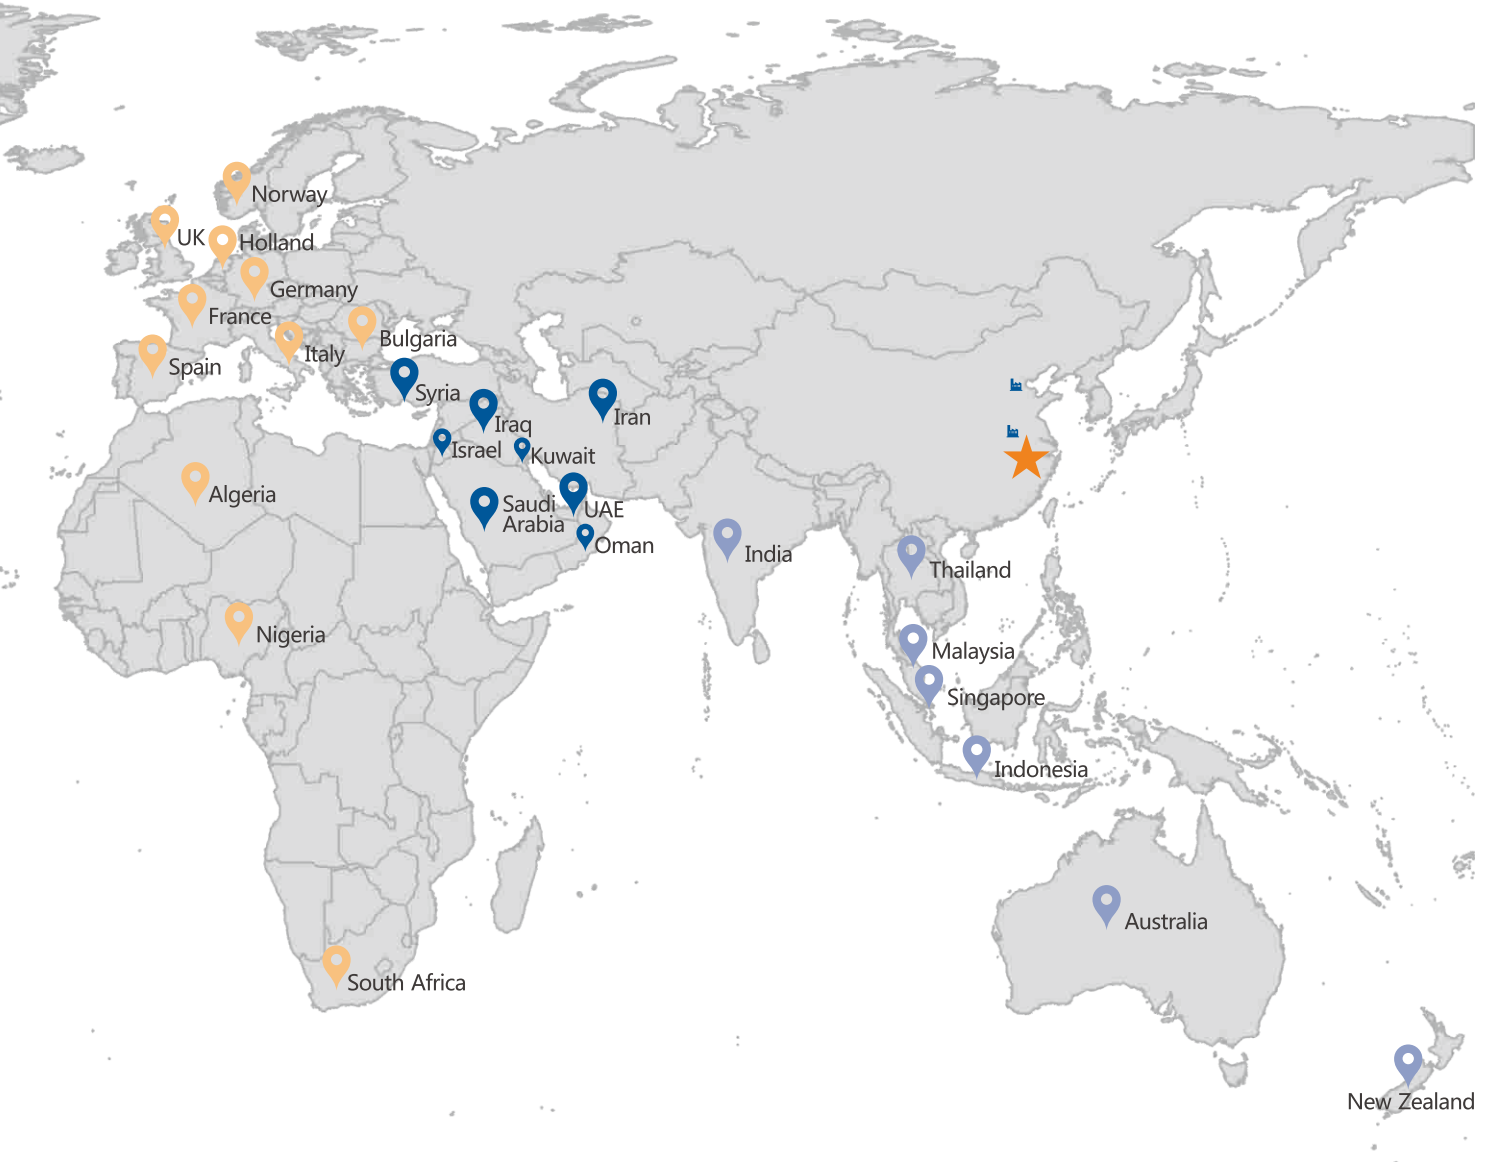 Norway
UK
Holland
Germany
France
Bulgaria
Italy
Spain
Syria
Iraq
Iran
Israel
Kuwait
Algeria
Saudi
Arabia
UAE
Oman
India
Thailand
Nigeria
Malaysia
Singapore
Indonesia
Australia
South Africa
New Zealand